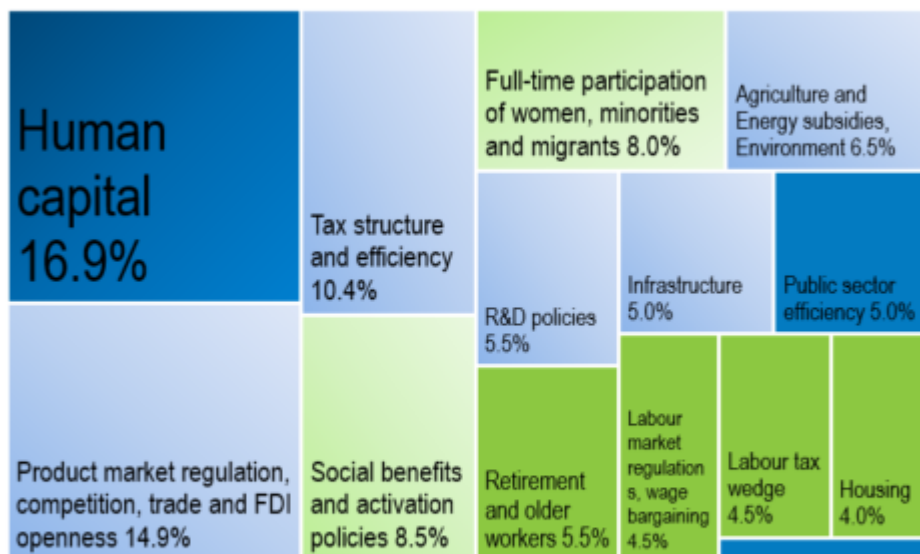 Human
capital
16.9%
Tax structure
and efficiency
10.4%
Full-time participation
of women, minorities
and migrants 8.0%
Agriculture and
Energy subsidies,
Environment 6.5%
R&D policies
5.5%
Infrastructure
5.0%
Public sector
efficiency 5.0%
Product market regulation,
competition, trade and FDI
openness 14.9%
Social benefits
and activation
policies 8.5%
Retirement
and older
workers 5.5%
Labour
market
regulation
s, wage
bargaining
4.5%
Labour tax
wedge
4.5%
Housing
4.0%